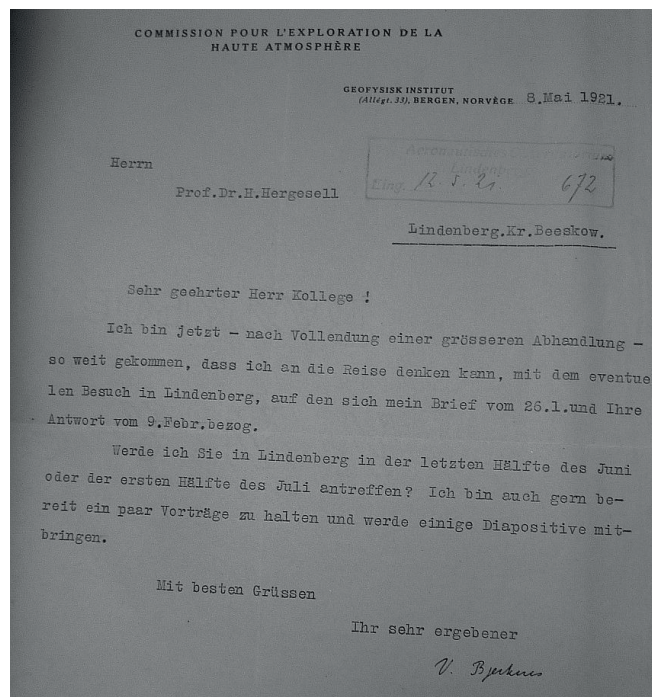 COMMISSION POUR L'EXPLORATION DE LA
HAUTE ATMOSPHÈRE
GEOFYSISK INSTITUT
(Allégt. 33), BERGEN, NORVÈGE 8.Mai 1921.
Herrn
Aeronautisches
Lindenb
Eing. 12. 5. 21. 672
Prof.Dr.H.Hergesell
Lindenberg.Kr.Beeskow.
Sehr geehrter Herr Kollege !
Ich bin jetzt - nach Vollendung einer grösseren Abhandlung -
so weit gekommen, dass ich an die Reise denken kann, mit dem eventue
len Besuch in Lindenberg, auf den sich mein Brief vom 26.1.und Ihre
Antwort vom 9.Febr.bezog.
Werde ich Sie in Lindenberg in der letzten Hälfte des Juni
oder der ersten Hälfte des Juli antreffen? Ich bin auch gern be-
reit ein paar Vorträge zu halten und werde einige Diapositive mit-
bringen.
Mit besten Grüssen
Ihr sehr ergebener
V. Bjerknes